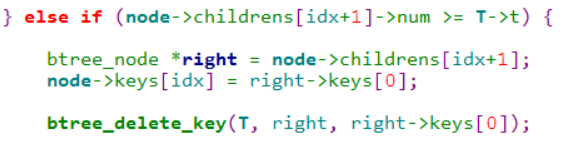 } else if (node->childrens[idx+1]->num >= T->t) {
btree_node *right = node->childrens[idx+1];
node->keys[idx] = right->keys[0];
btree_delete_key(T, right, right->keys[0]);